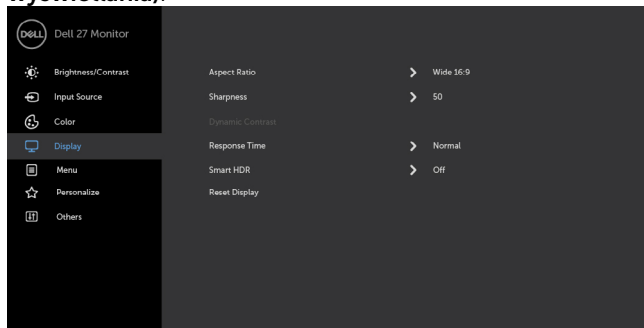 wyświetlania).
DELL Dell 27 Monitor
Brightness/Contrast
Input Source
Color
Display
Menu
Personalize
Others
Aspect Ratio Wide 16:9
Sharpness 50
Dynamic Contrast
Response Time Normal
Smart HDR Off
Reset Display